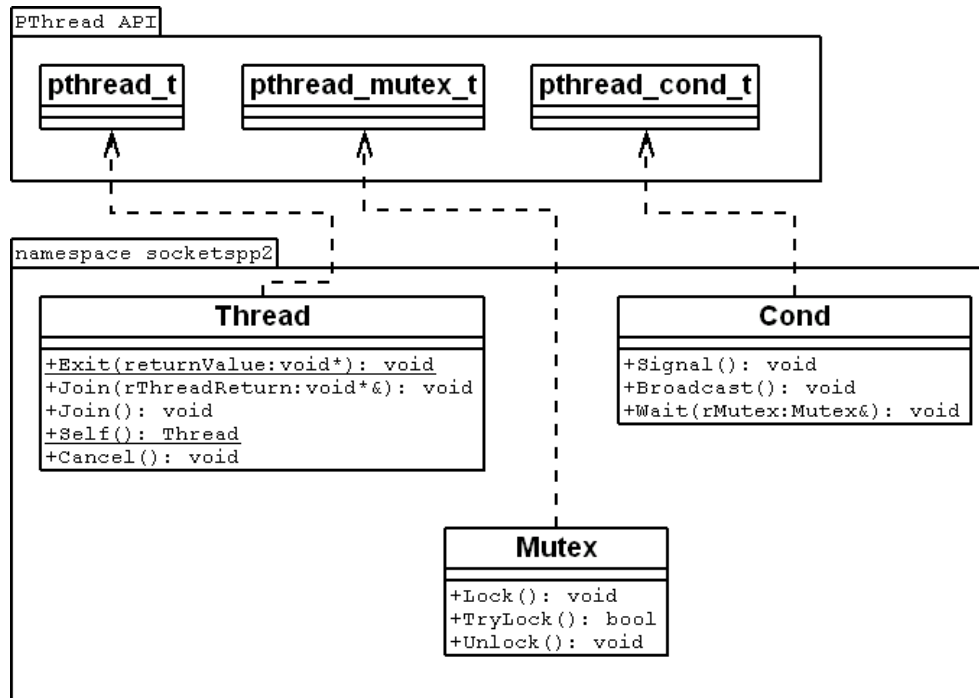 PThread API
pthread_t
pthread_mutex_t
pthread_cond_t
namespace socketspp2
Thread
+Exit(returnValue:void*): void
+Join(rThreadReturn:void*&): void
+Join(): void
+Self(): Thread
+Cancel(): void
Cond
+Signal(): void
+Broadcast(): void
+Wait(rMutex:Mutex&): void
Mutex
+Lock(): void
+TryLock(): bool
+Unlock(): void